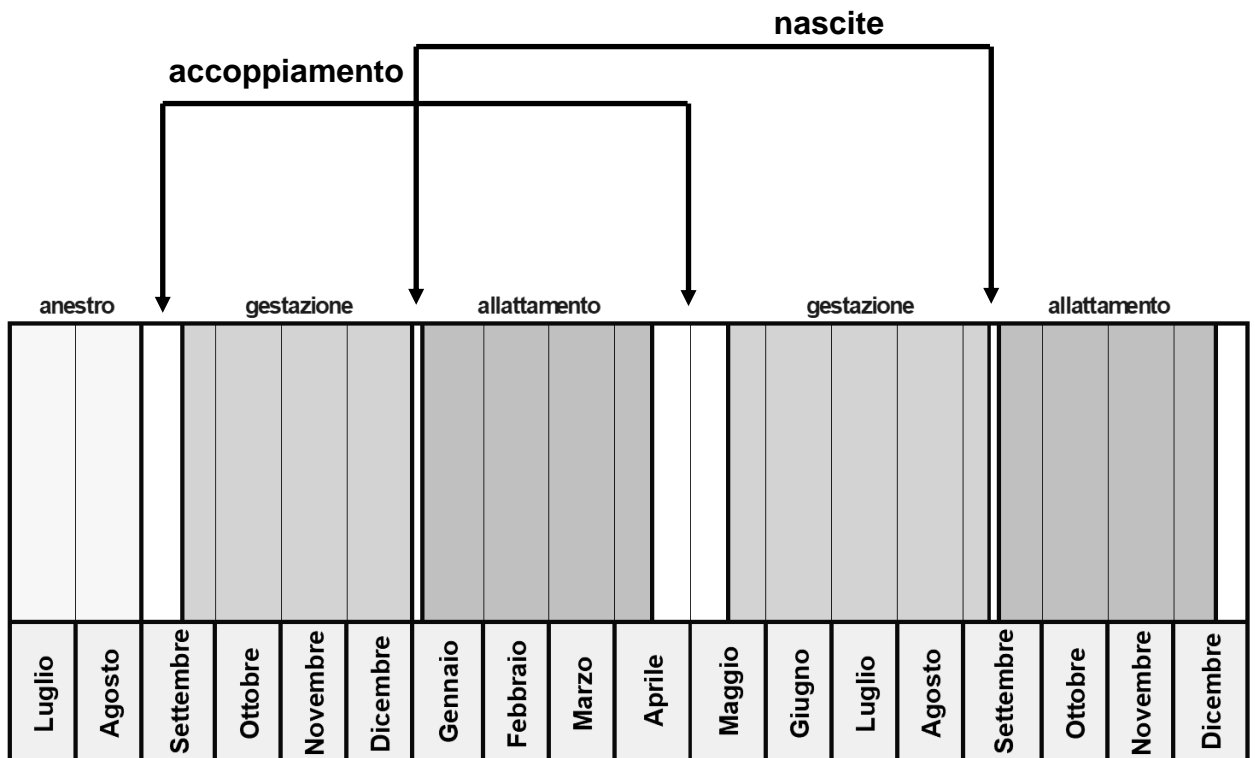 nascite
accoppiamento
anestro gestazione allattamento gestazione allattamento
Luglio Agosto Settembre Ottobre Novembre Dicembre Gennaio Febbraio Marzo Aprile Maggio Giugno Luglio Agosto Settembre Ottobre Novembre Dicembre